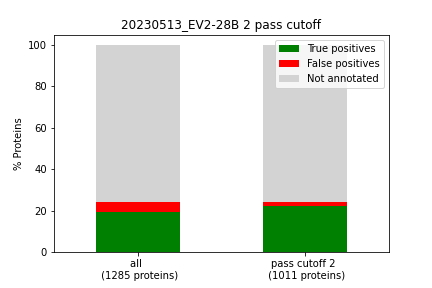 20230513_EV2-28B 2 pass cutoff
100
80
60
40
20
0
% Proteins
True positives
False positives
Not annotated
all
(1285 proteins)
pass cutoff 2
(1011 proteins)